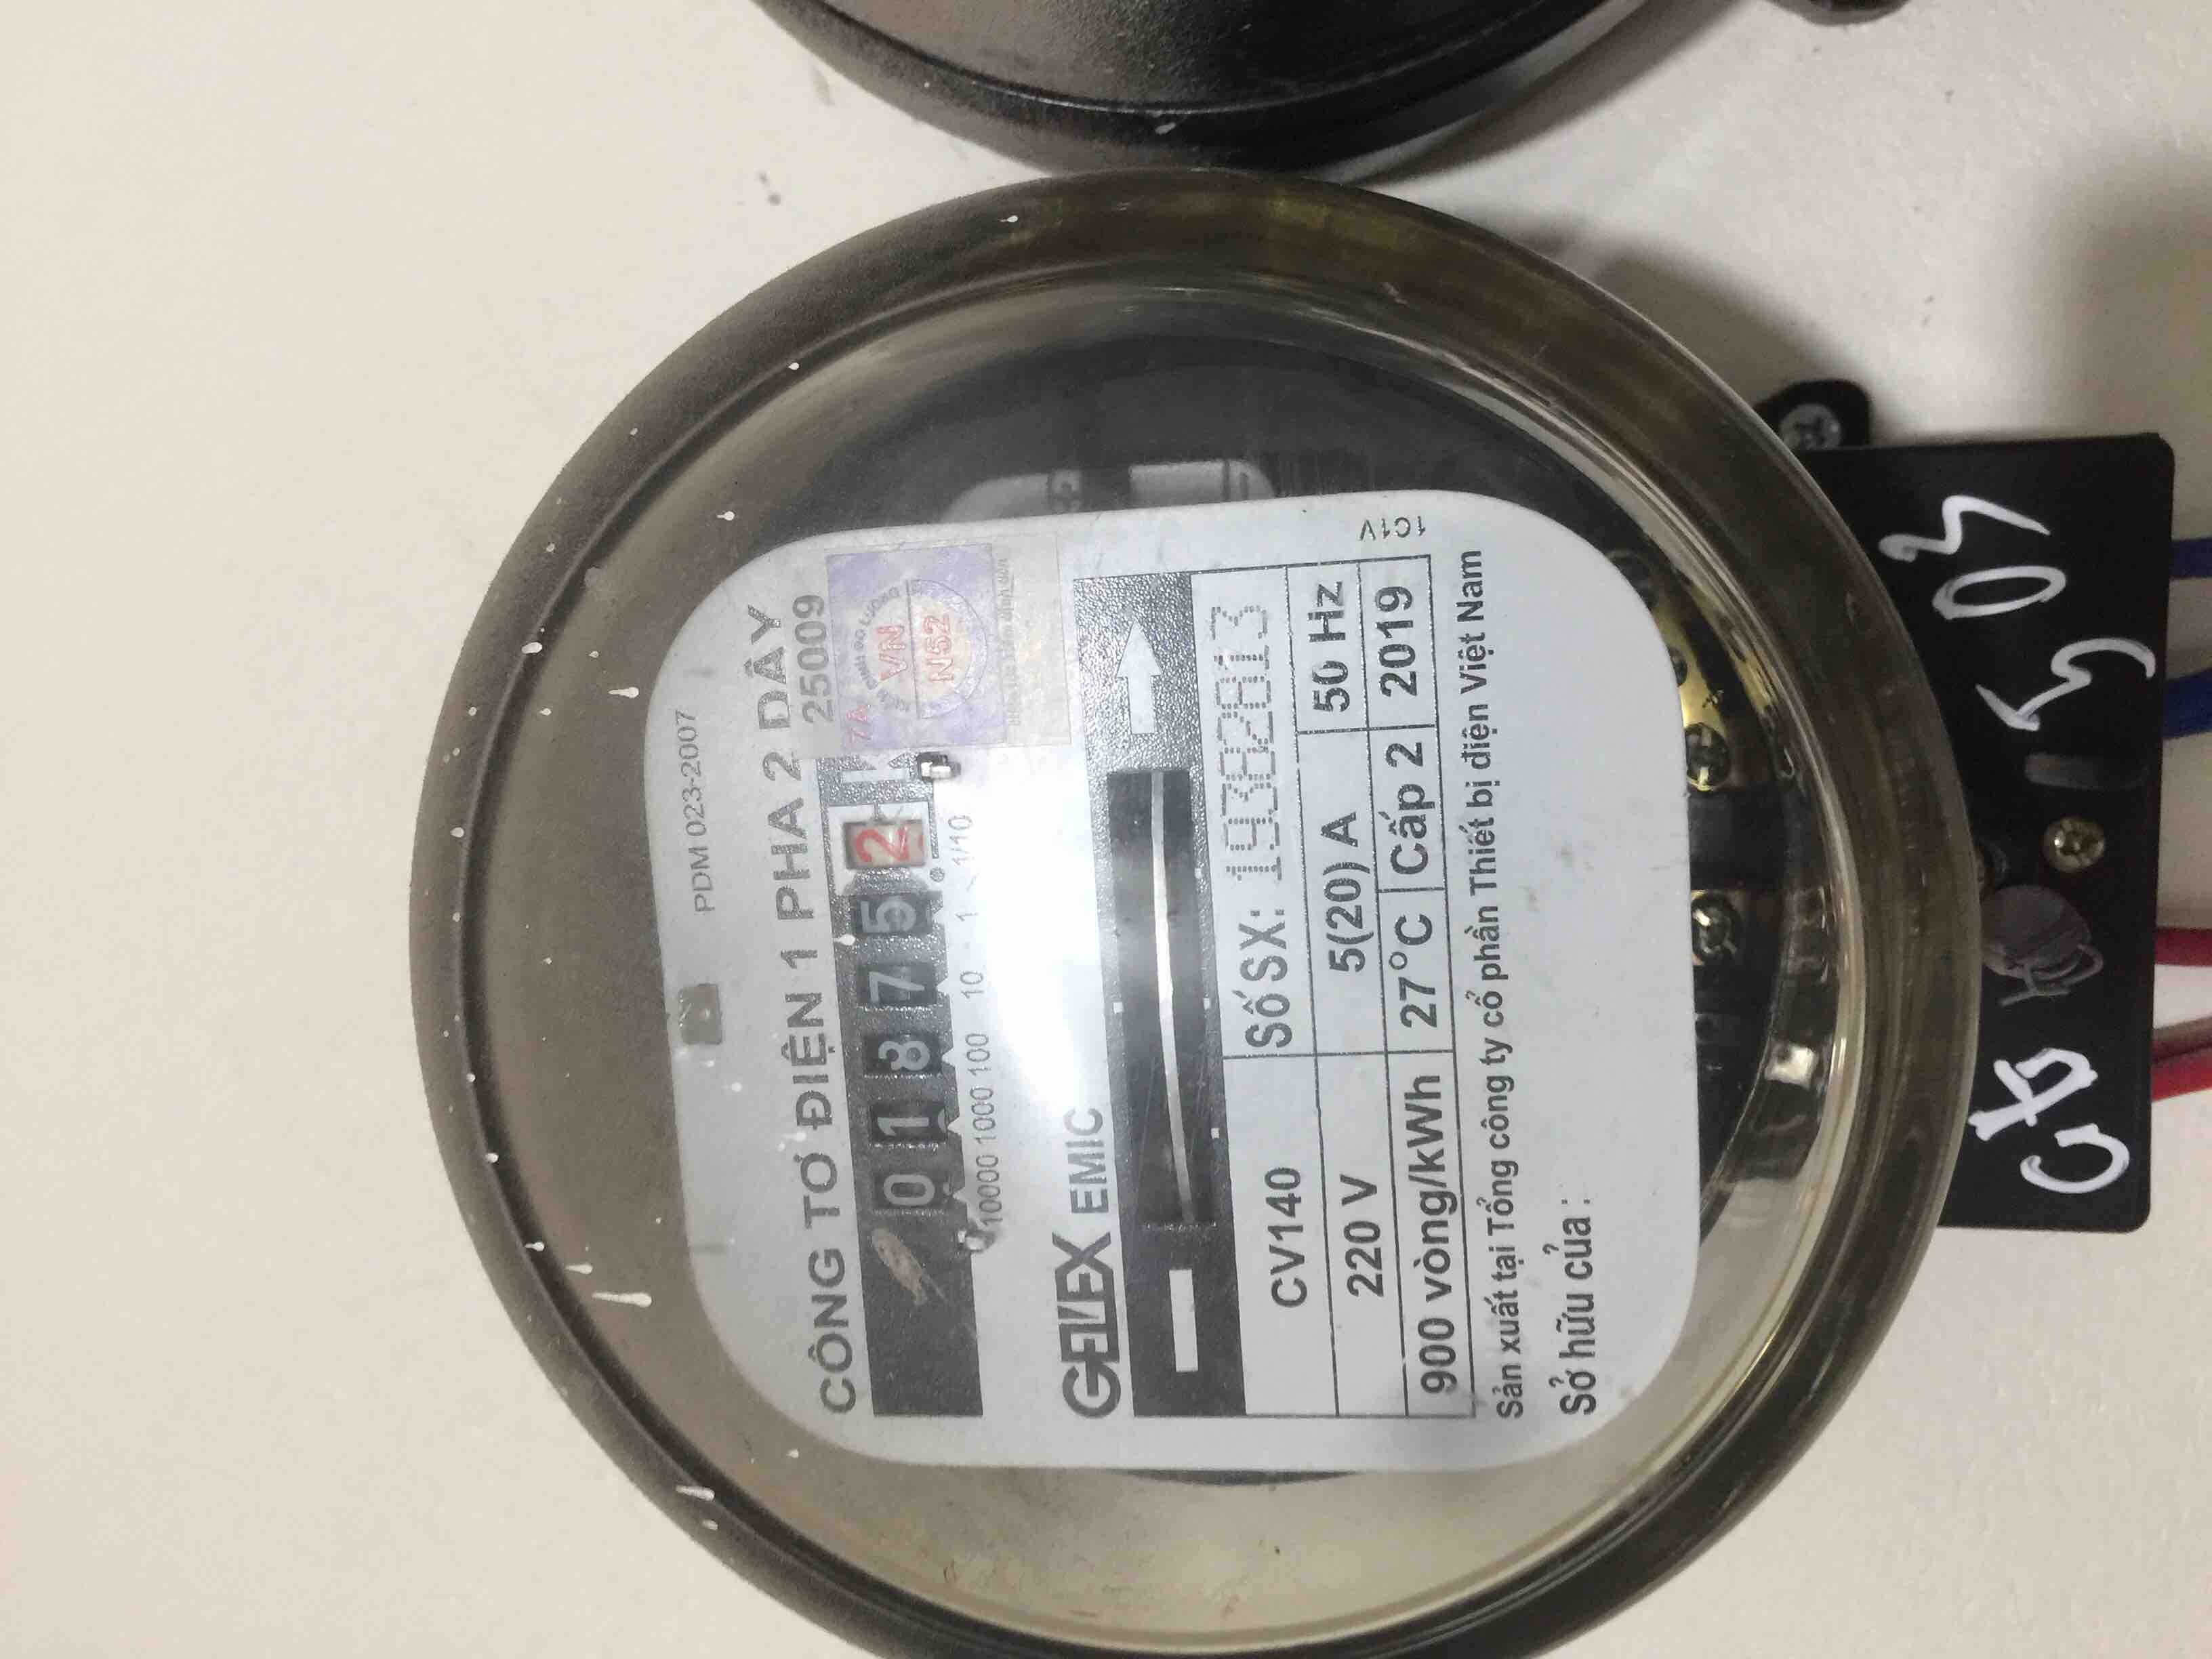 PDM 023-2007
CÔNG TƠ ĐIỆN 1 PHA 2 DÂY
25009
0 1 8 7 5 2
10000 1000 100 10 1 1/10
VN
N52
GELEX EMIC
CV140 Số SX: 19382813
220 V 5(20) A 50 Hz
900 vòng/kWh 27°C Cấp 2 2019
1C1V
Sản xuất tại Tổng công ty cổ phần Thiết bị điện Việt Nam
Sở hữu của :
503